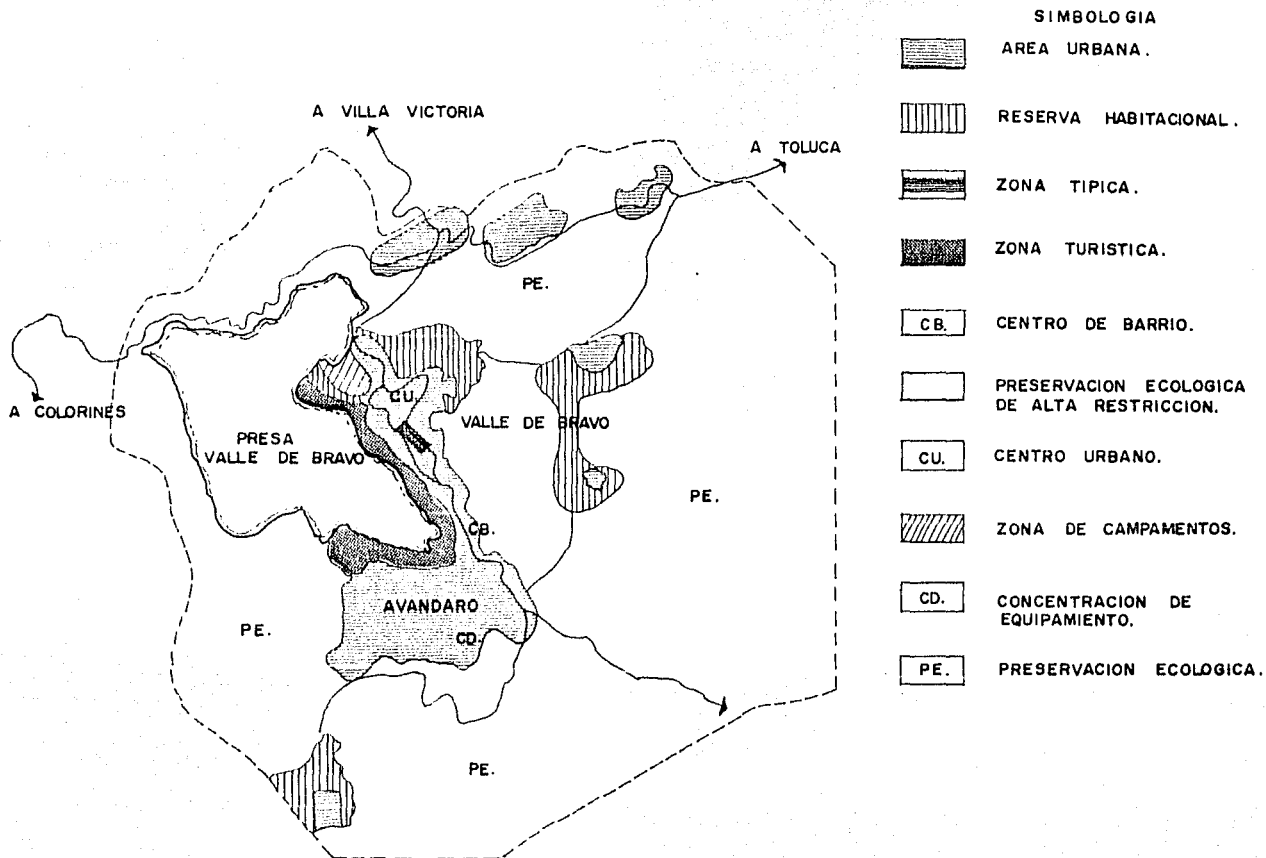 SIMBOLOGIA
AREA URBANA.
RESERVA HABITACIONAL.
ZONA TIPICA.
ZONA TURISTICA.
CB. CENTRO DE BARRIO.
PRESERVACION ECOLOGICA
DE ALTA RESTRICCION.
CU. CENTRO URBANO.
ZONA DE CAMPAMENTOS.
CD. CONCENTRACION DE
EQUIPAMIENTO.
PE. PRESERVACION ECOLOGICA.
A VILLA VICTORIA
A TOLUCA
PE.
A COLORINES
CU.
PRESA
VALLE DE BRAVO
VALLE DE BRAVO
PE.
CB.
AVANDARO
CD.
PE.
PE.